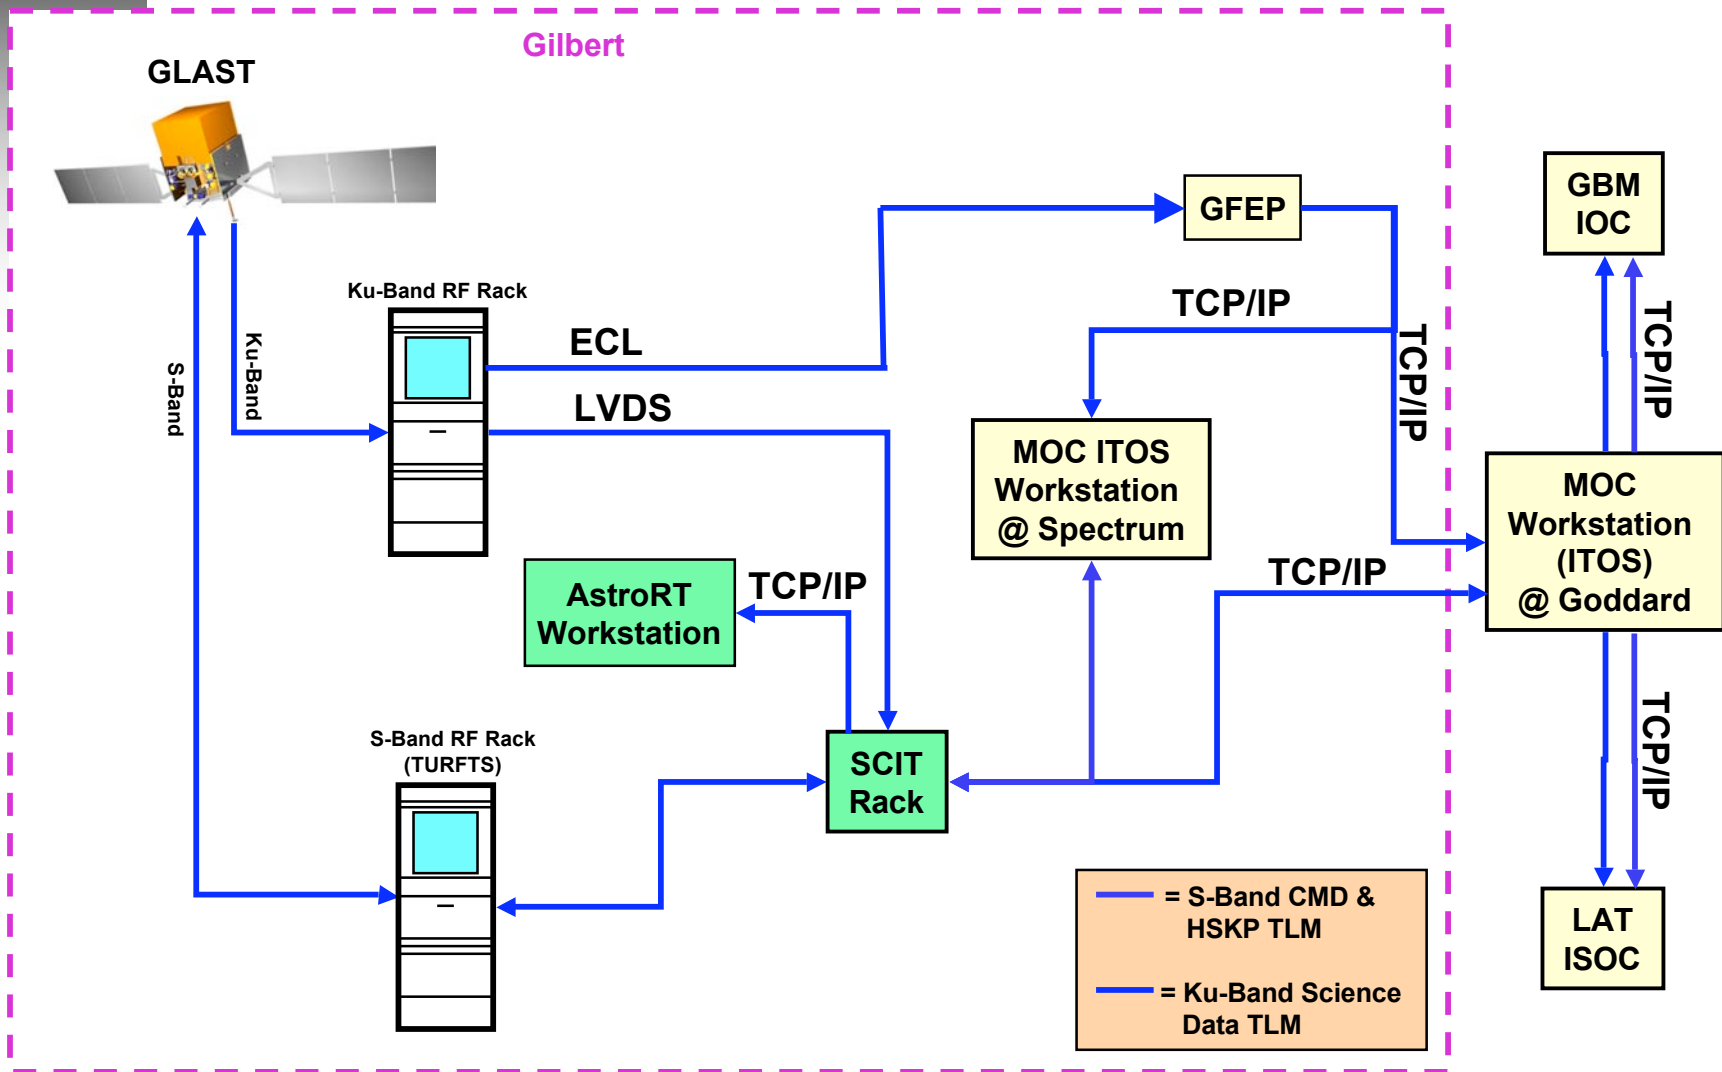 Gilbert
GLAST
GFEP
GBM
IOC
Ku-Band RF Rack
TCP/IP
ECL
TCP/IP
TCP/IP
Ku-Band
S-Band
LVDS
MOC ITOS
Workstation
@ Spectrum
MOC
Workstation
(ITOS)
@ Goddard
AstroRT
Workstation
TCP/IP
TCP/IP
S-Band RF Rack
(TURFTS)
SCIT
Rack
TCP/IP
= S-Band CMD &
HSKP TLM
= Ku-Band Science
Data TLM
LAT
ISOC